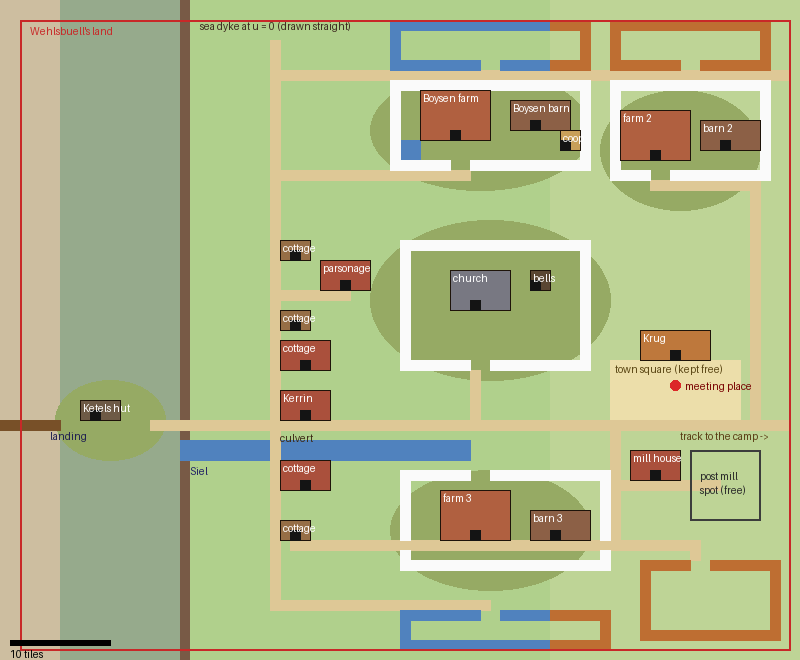 sea dyke at u = 0 (drawn straight)
Wehlsbuell's land
Boysen farm
Boysen barn
coop
farm 2
barn 2
cottage
parsonage
church
bells
cottage
cottage
Krug
town square (kept free)
meeting place
Kerrin
Ketels hut
landing
culvert
track to the camp ->
Siel
cottage
mill house
post mill
spot (free)
farm 3
barn 3
cottage
10 tiles